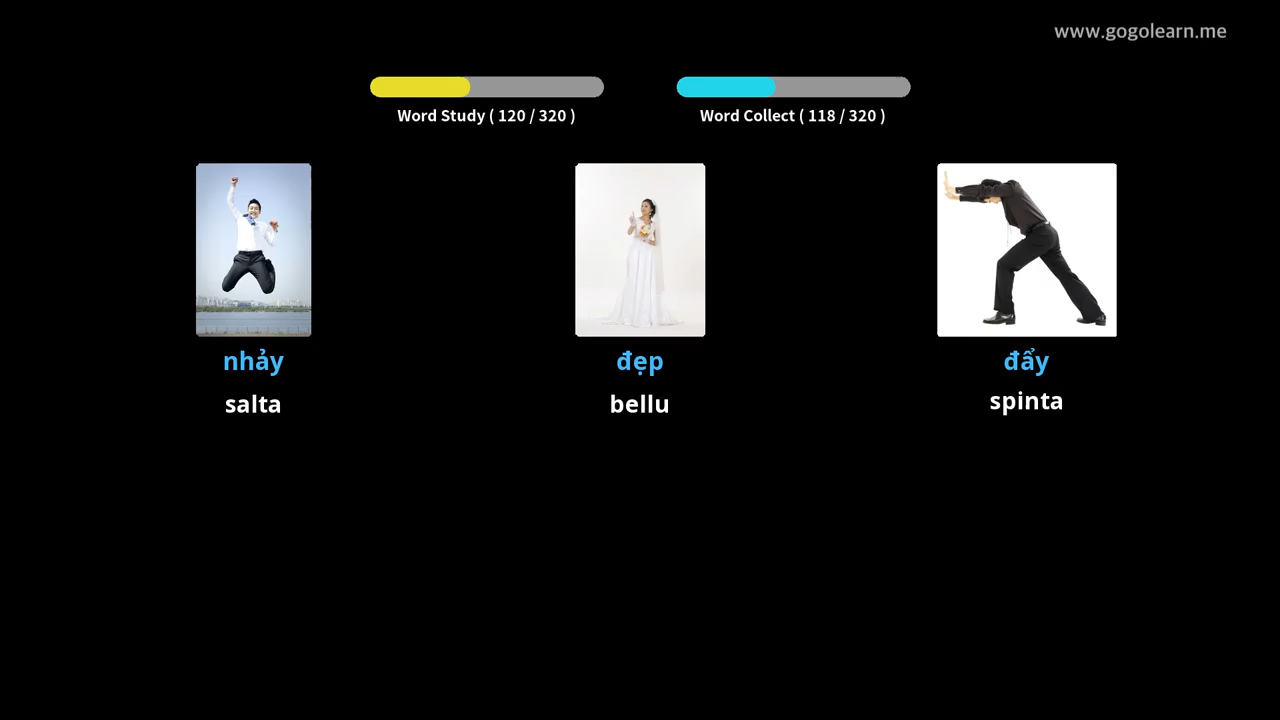 www.gogolearn.me
Word Study ( 120 / 320 )
Word Collect ( 118 / 320 )
nhảy
salta
đẹp
bellu
đẩy
spinta